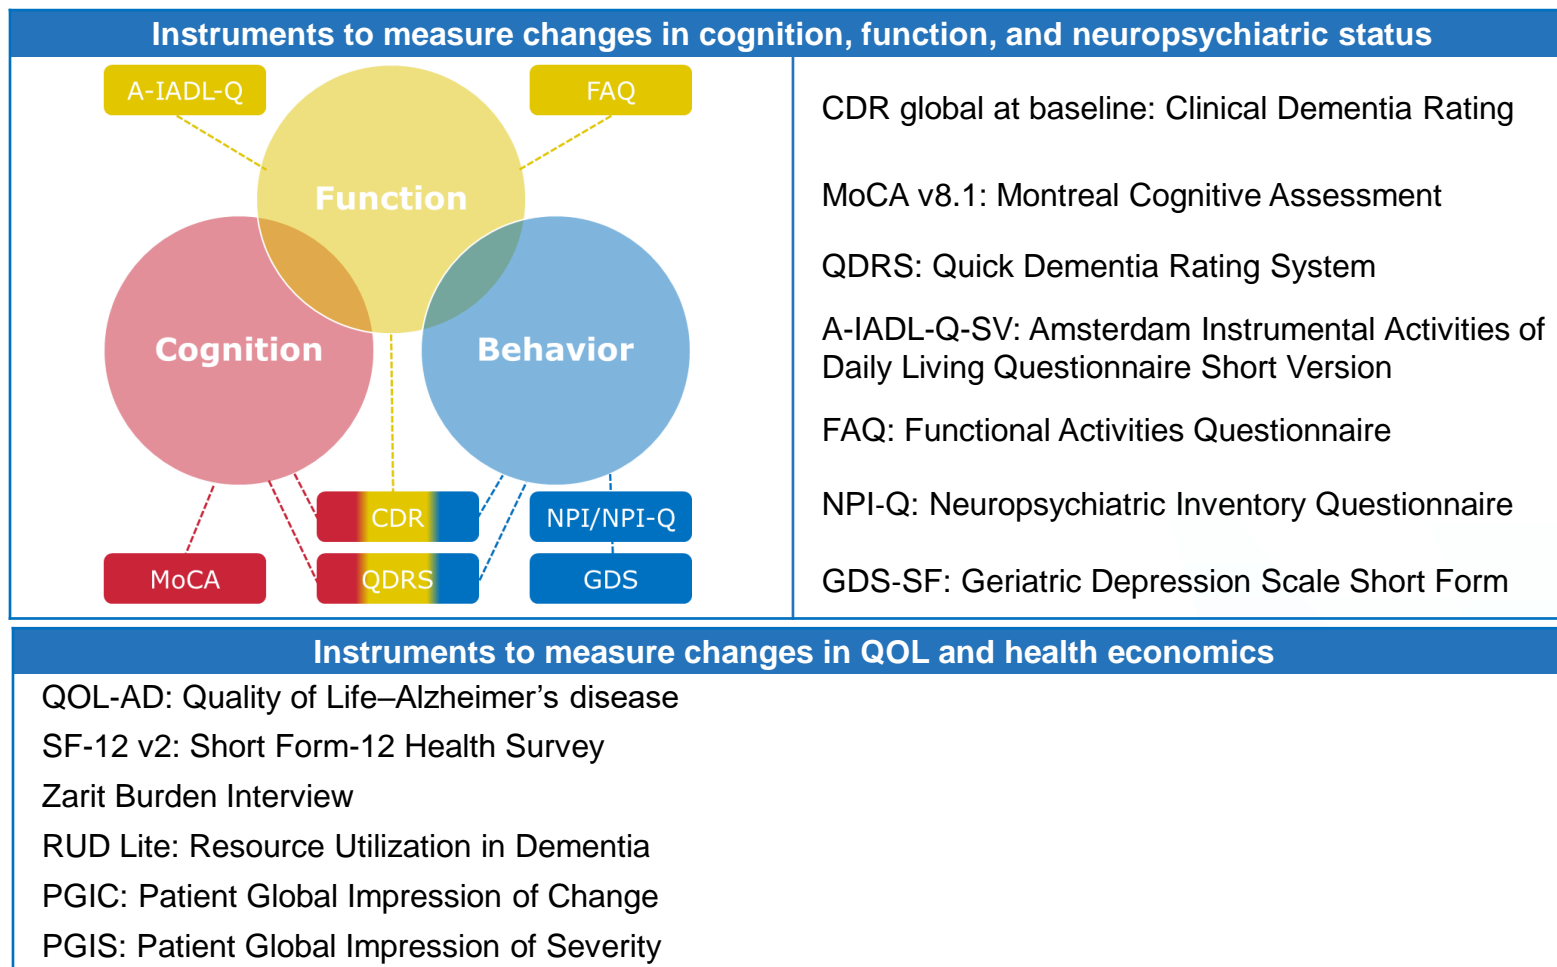 Instruments to measure changes in cognition, function, and neuropsychiatric status
A-IADL-Q
FAQ
Function
Cognition
Behavior
CDR
NPI/NPI-Q
MoCA
QDRS
GDS
CDR global at baseline: Clinical Dementia Rating
MoCA v8.1: Montreal Cognitive Assessment
QDRS: Quick Dementia Rating System
A-IADL-Q-SV: Amsterdam Instrumental Activities of
Daily Living Questionnaire Short Version
FAQ: Functional Activities Questionnaire
NPI-Q: Neuropsychiatric Inventory Questionnaire
GDS-SF: Geriatric Depression Scale Short Form
Instruments to measure changes in QOL and health economics
QOL-AD: Quality of Life–Alzheimer’s disease
SF-12 v2: Short Form-12 Health Survey
Zarit Burden Interview
RUD Lite: Resource Utilization in Dementia
PGIC: Patient Global Impression of Change
PGIS: Patient Global Impression of Severity